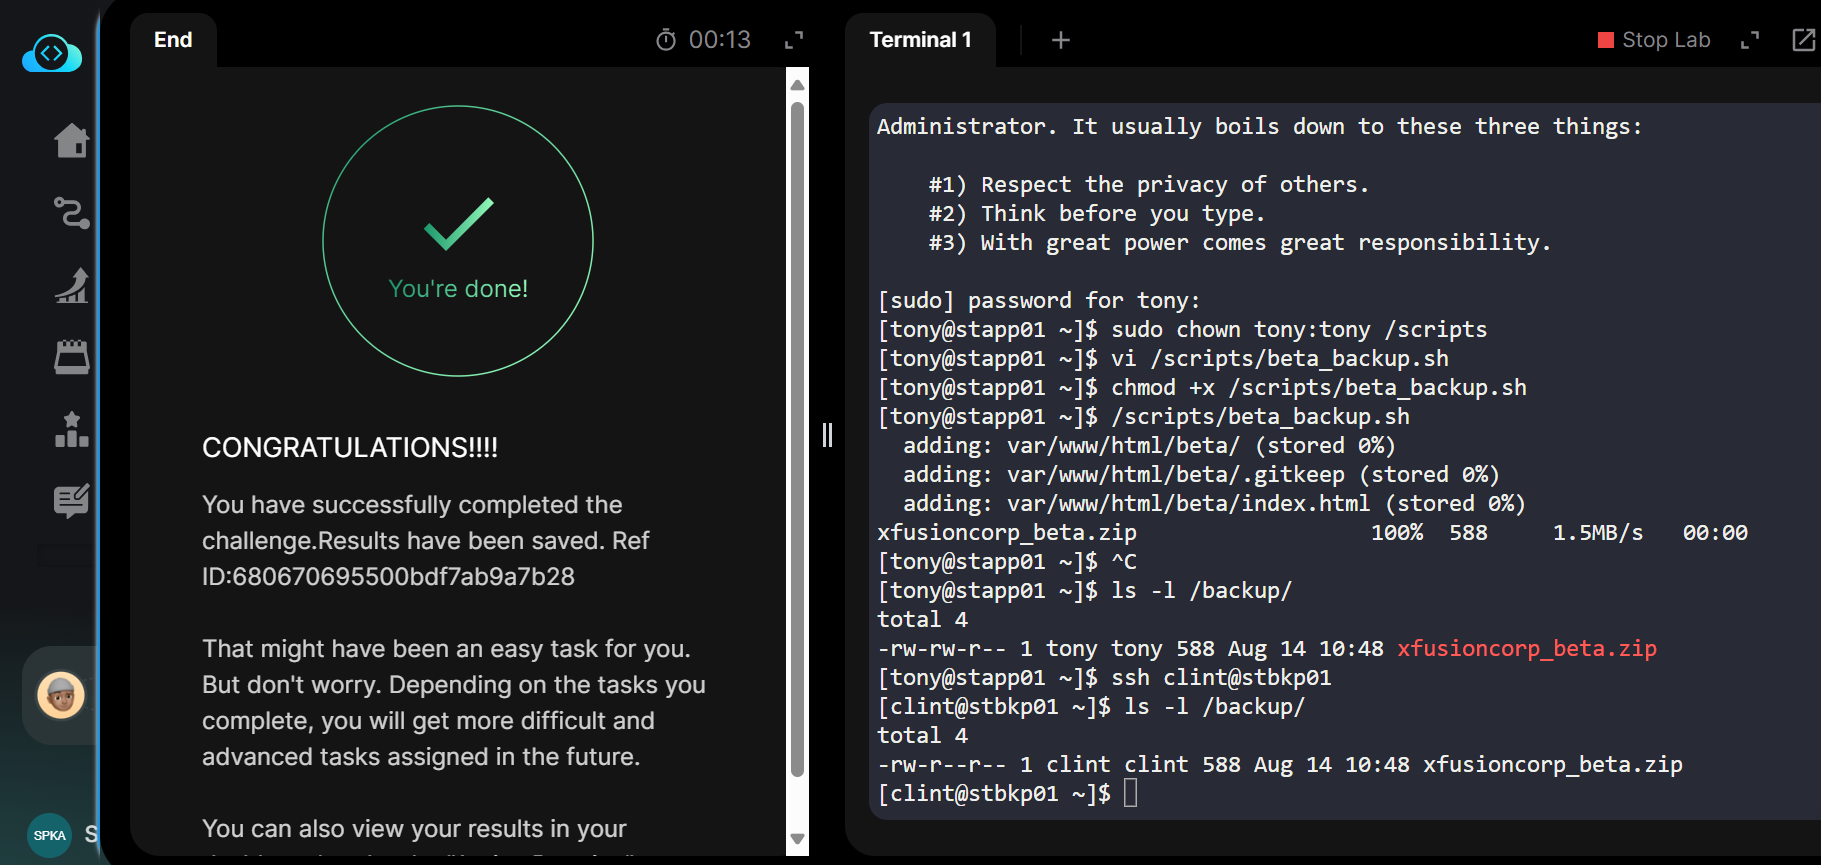 End
00:13
You're done!
CONGRATULATIONS!!!!
You have successfully completed the
challenge.Results have been saved. Ref
ID:680670695500bdf7ab9a7b28
That might have been an easy task for you.
But don't worry. Depending on the tasks you
complete, you will get more difficult and
advanced tasks assigned in the future.
You can also view your results in your
SPKA
S
Terminal 1
+
Stop Lab
Administrator. It usually boils down to these three things:
#1) Respect the privacy of others.
#2) Think before you type.
#3) With great power comes great responsibility.
[sudo] password for tony:
[tony@stapp01 ~]$ sudo chown tony:tony /scripts
[tony@stapp01 ~]$ vi /scripts/beta_backup.sh
[tony@stapp01 ~]$ chmod +x /scripts/beta_backup.sh
[tony@stapp01 ~]$ /scripts/beta_backup.sh
adding: var/www/html/beta/ (stored 0%)
adding: var/www/html/beta/.gitkeep (stored 0%)
adding: var/www/html/beta/index.html (stored 0%)
xfusioncorp_beta.zip 100% 588 1.5MB/s 00:00
[tony@stapp01 ~]$ ^C
[tony@stapp01 ~]$ ls -l /backup/
total 4
-rw-rw-r-- 1 tony tony 588 Aug 14 10:48 xfusioncorp_beta.zip
[tony@stapp01 ~]$ ssh clint@stbkp01
[clint@stbkp01 ~]$ ls -l /backup/
total 4
-rw-r--r-- 1 clint clint 588 Aug 14 10:48 xfusioncorp_beta.zip
[clint@stbkp01 ~]$